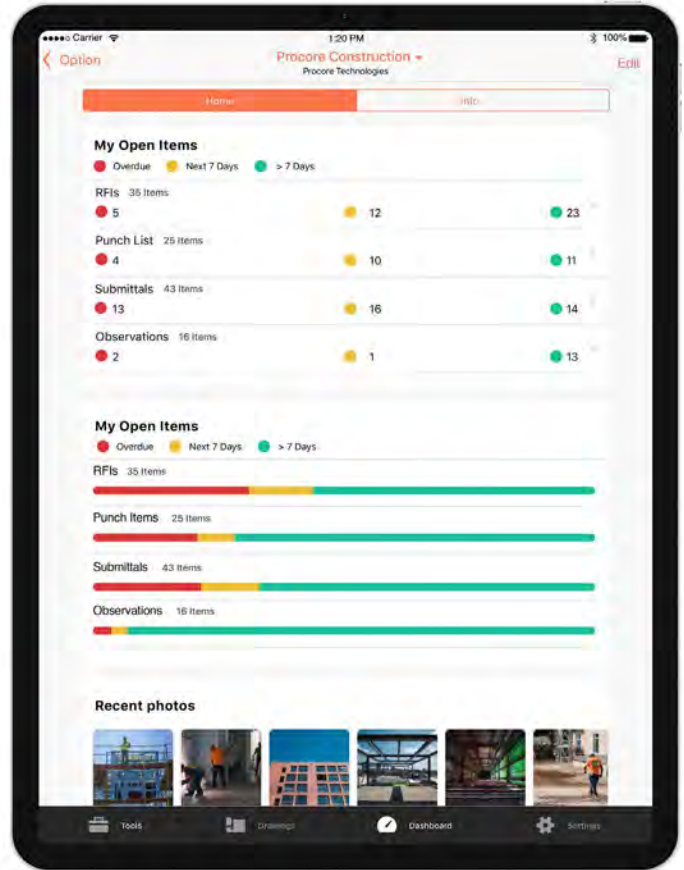 Carrier 1:20 PM 100%
Option Procore Construction Edit
Procore Technologies
Home Info
My Open Items
Overdue Next 7 Days > 7 Days
RFIs 35 Items
5 12 23
Punch List 25 Items
4 10 11
Submittals 43 Items
13 16 14
Observations 16 Items
2 1 13
My Open Items
Overdue Next 7 Days > 7 Days
RFIs 35 Items
Punch Items 25 Items
Submittals 43 Items
Observations 16 Items
Recent photos
Tools Drawings Dashboard Settings